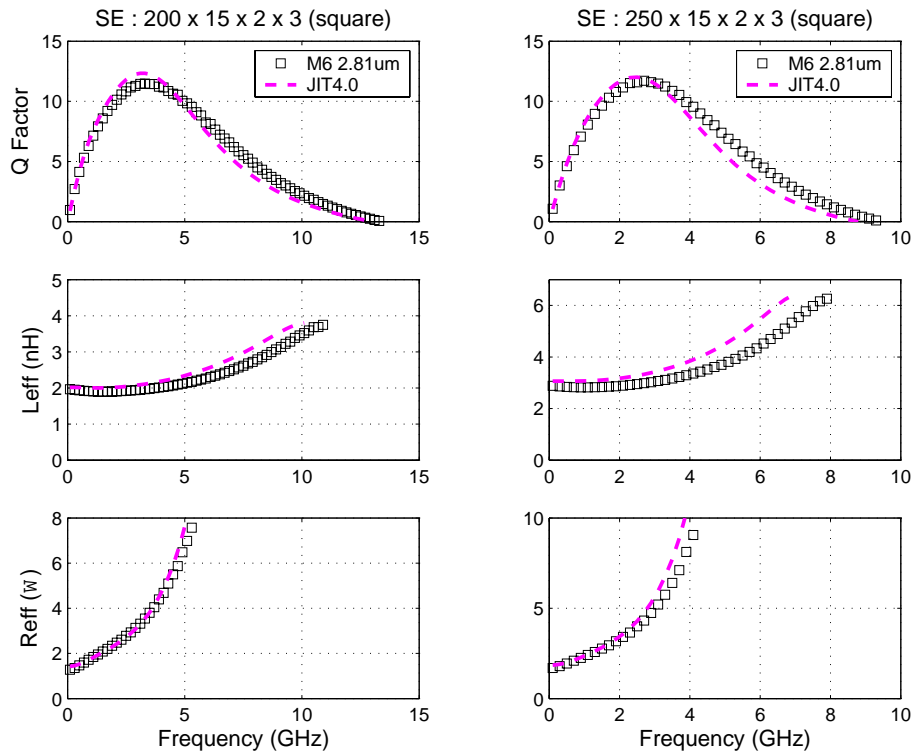 SE : 200 x 15 x 2 x 3 (square)
15
10
5
0
Q Factor
M6 2.81um
JIT4.0
0 5 10 15
SE : 250 x 15 x 2 x 3 (square)
15
10
5
0
M6 2.81um
JIT4.0
0 2 4 6 8 10
5
4
3
2
1
0
Leff (nH)
0 5 10 15
6
4
2
0
0 2 4 6 8 10
8
6
4
2
0
Reff (w)
0 5 10 15
Frequency (GHz)
10
5
0
0 2 4 6 8 10
Frequency (GHz)